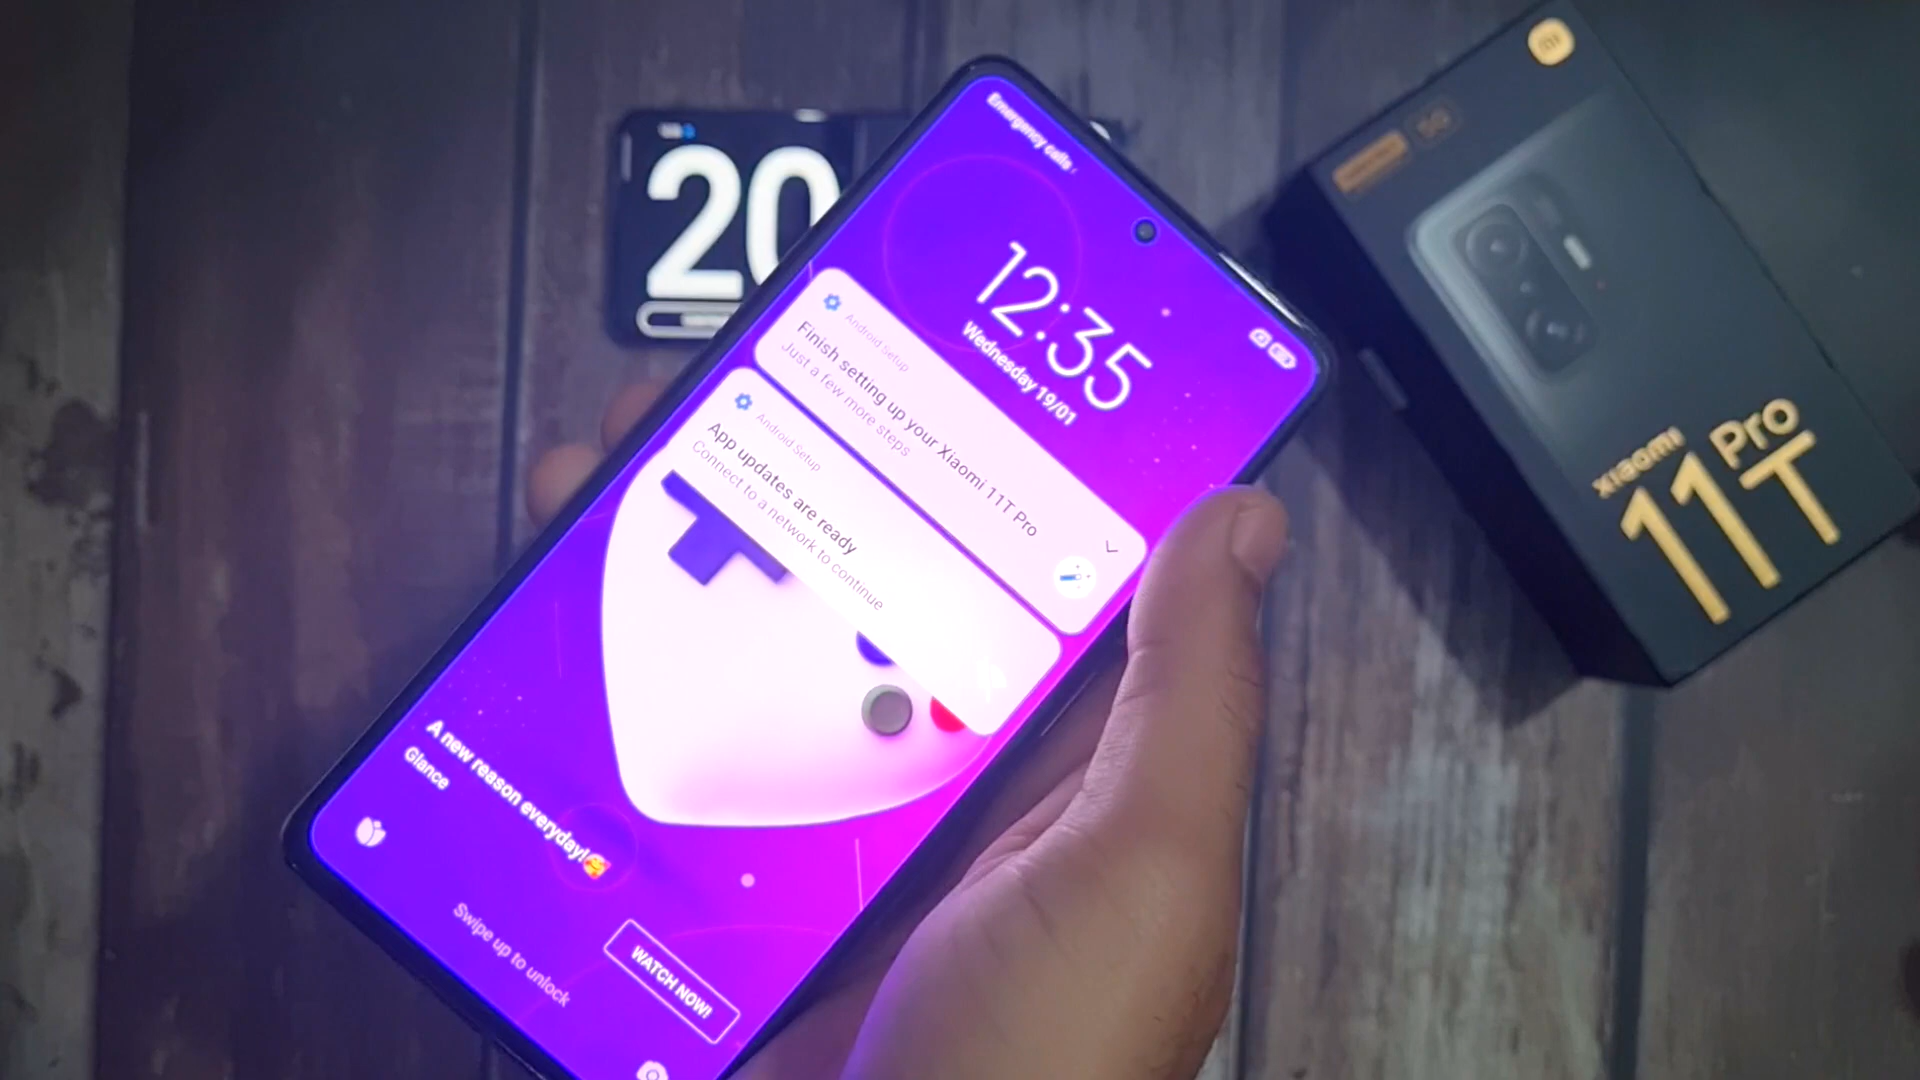 Emergency calls
12:35
Wednesday 19/01
Android Setup
Finish setting up your Xiaomi 11T Pro
Just a few more steps
Android Setup
App updates are ready
Connect to a network to continue
A new reason everyday!🥰
Glance
Swipe up to unlock
WATCH NOW!
20
mi
5G
xiaomi
11T Pro